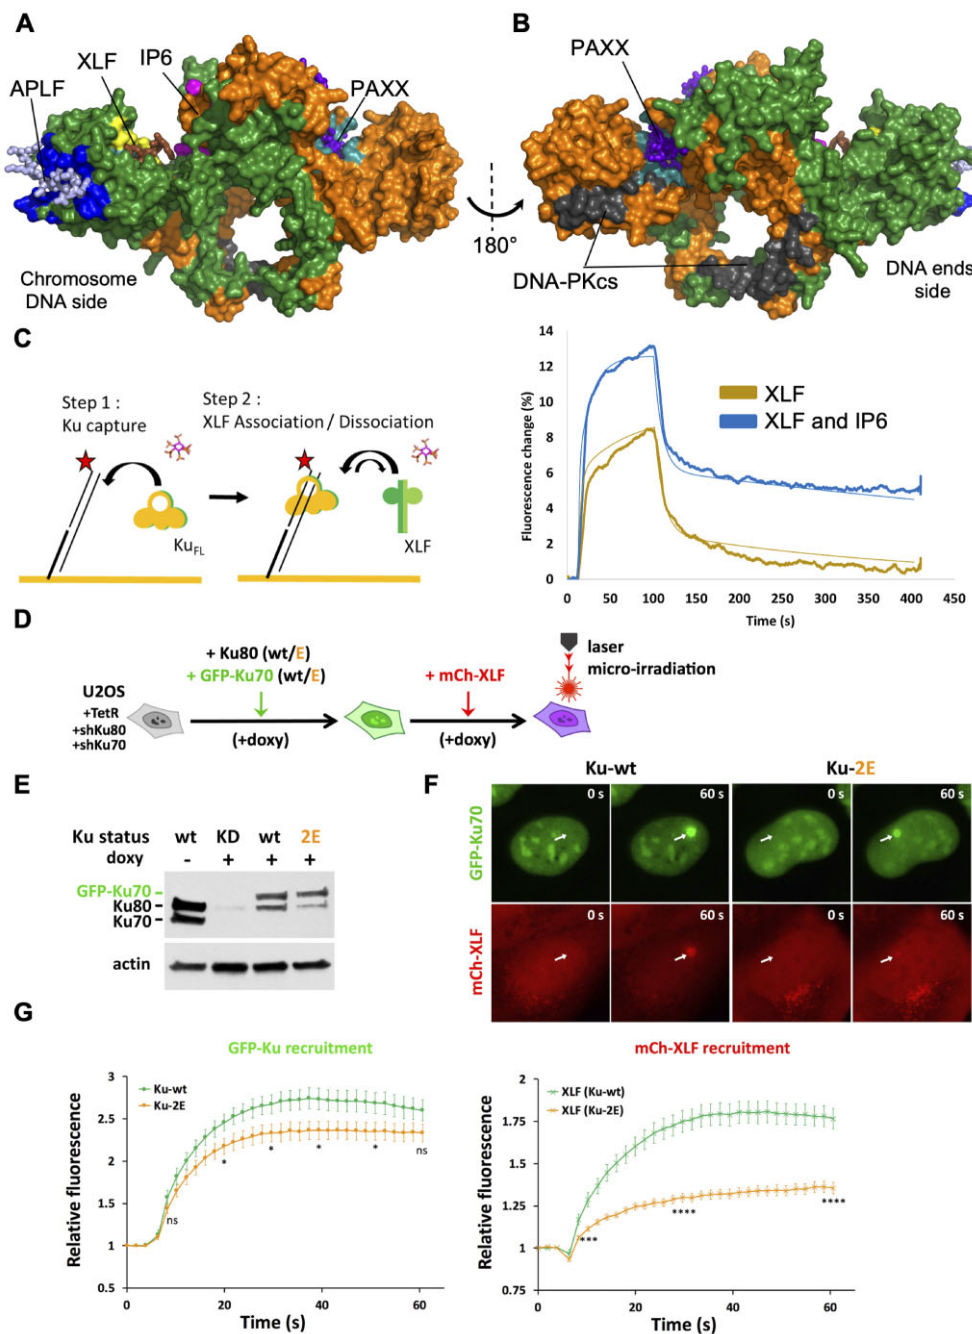 A
B
XLF
IP6
APLF
PAXX
PAXX
180°
Chromosome
DNA side
DNA-PKcs
DNA ends
side
C
Step 1 :
Ku capture
Step 2 :
XLF Association / Dissociation
KuFL
XLF
Fluorescence change (%)
14
12
10
8
6
4
2
0
XLF
XLF and IP6
0 50 100 150 200 250 300 350 400 450
Time (s)
D
U2OS
+TetR
+shKu80
+shKu70
+ Ku80 (wt/E)
+ GFP-Ku70 (wt/E)
(+doxy)
+ mCh-XLF
(+doxy)
laser
micro-irradiation
E
Ku status wt KD wt 2E
doxy - + + +
GFP-Ku70
Ku80
Ku70
actin
F
Ku-wt Ku-2E
GFP-Ku70
0 s 60 s 0 s 60 s
mCh-XLF
0 s 60 s 0 s 60 s
G
GFP-Ku recruitment
Relative fluorescence
3
2.5
2
1.5
1
0.5
Ku-wt
Ku-2E
ns * * * * ns
0 20 40 60
Time (s)
mCh-XLF recruitment
Relative fluorescence
2
1.75
1.5
1.25
1
0.75
XLF (Ku-wt)
XLF (Ku-2E)
*** **** ****
0 20 40 60
Time (s)